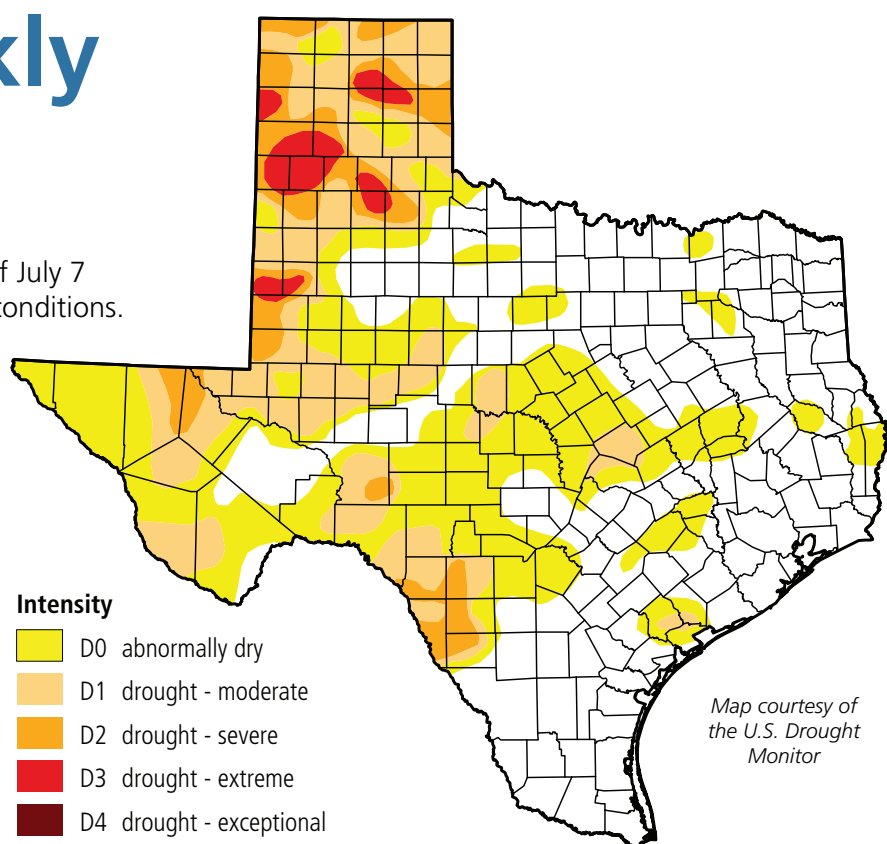 kly
f July 7
conditions.
Intensity
D0 abnormally dry
D1 drought - moderate
D2 drought - severe
D3 drought - extreme
D4 drought - exceptional
Map courtesy of
the U.S. Drought
Monitor